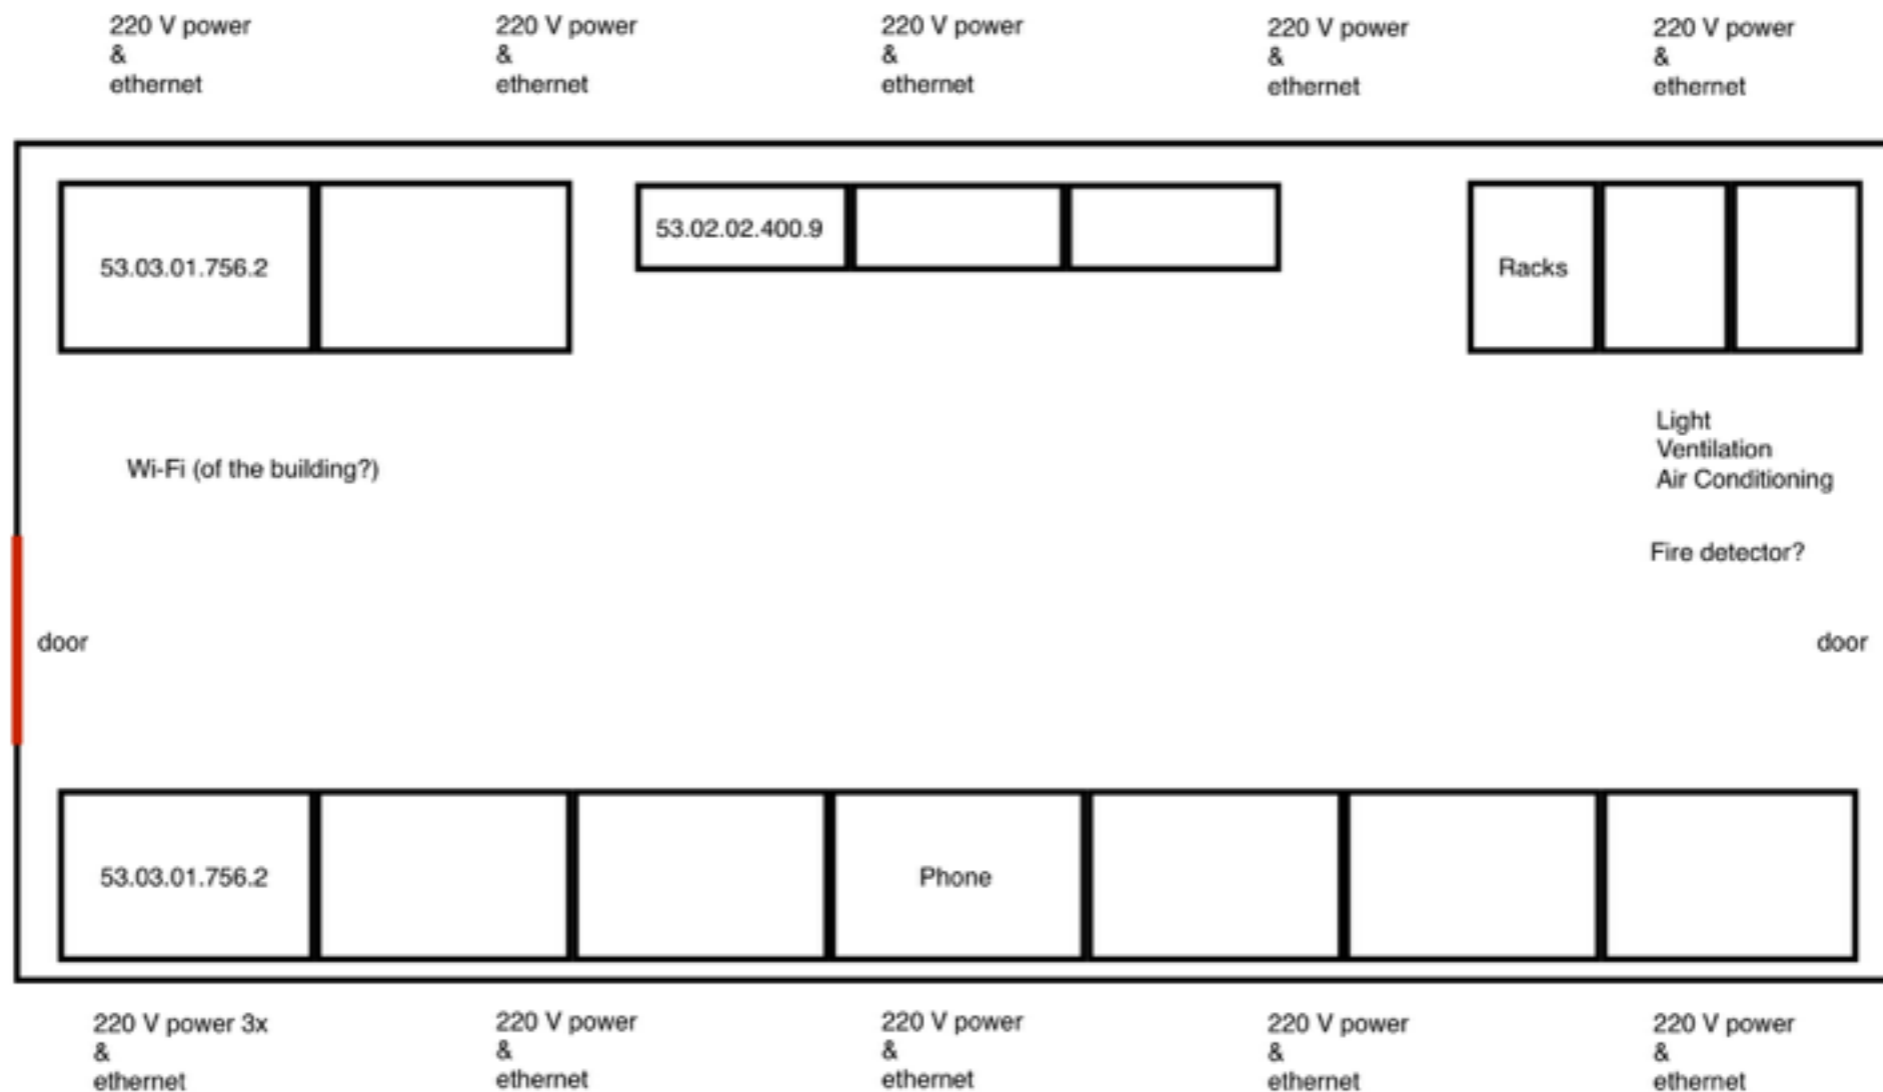 220 V power
&
ethernet
220 V power
&
ethernet
220 V power
&
ethernet
220 V power
&
ethernet
220 V power
&
ethernet
53.03.01.756.2
53.02.02.400.9
Racks
Wi-Fi (of the building?)
Light
Ventilation
Air Conditioning
Fire detector?
door
door
53.03.01.756.2
Phone
220 V power 3x
&
ethernet
220 V power
&
ethernet
220 V power
&
ethernet
220 V power
&
ethernet
220 V power
&
ethernet